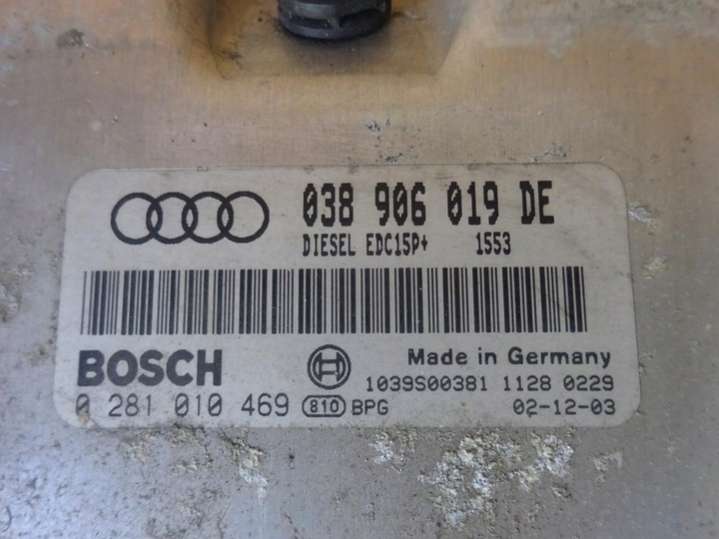 038 906 019 DE
DIESEL EDC15P+ 1553
BOSCH Made in Germany
1039S00381 1128 0229
0 281 010 469 810 BPG 02-12-03